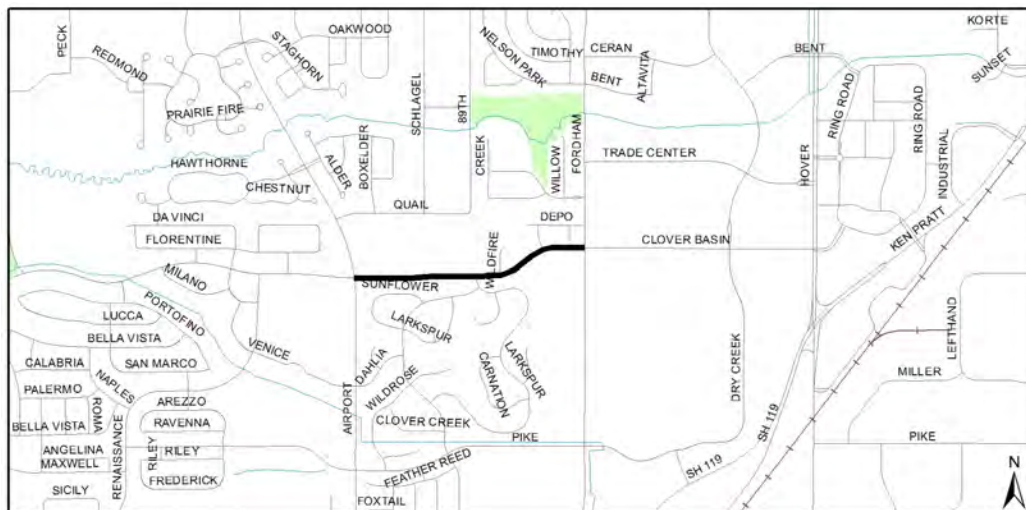 PECK
REDMOND
STAGHORN
OAKWOOD
NELSON PARK
TIMOTHY
CERAN
BENT
ALTAVITA
BENT
KORTE
SUNSET
PRAIRIE FIRE
SCHLAGEL
89TH
RING ROAD
RING ROAD
HAWTHORNE
ALDER
BOXELDER
CREEK
WILLOW
FORDHAM
TRADE CENTER
HOVER
INDUSTRIAL
CHESTNUT
QUAIL
DA VINCI
DEPO
FLORENTINE
WILDFIRE
CLOVER BASIN
KEN PRATT
MILANO
SUNFLOWER
PORTOFINO
LUCCA
LARKSPUR
BELLA VISTA
VENICE
LEFTHAND
CALABRIA
SAN MARCO
DAHLIA
LARKSPUR
CARNATION
DRY CREEK
MILLER
PALERMO
NAPLES
WILDROSE
ROMA
AREZZO
AIRPORT
BELLA VISTA
RENAISSANCE
RAVENNA
CLOVER CREEK
PIKE
SH 119
PIKE
ANGELINA
RILEY
RILEY
MAXWELL
FEATHER REED
SH 119
FREDERICK
SICILY
FOXTAIL
N